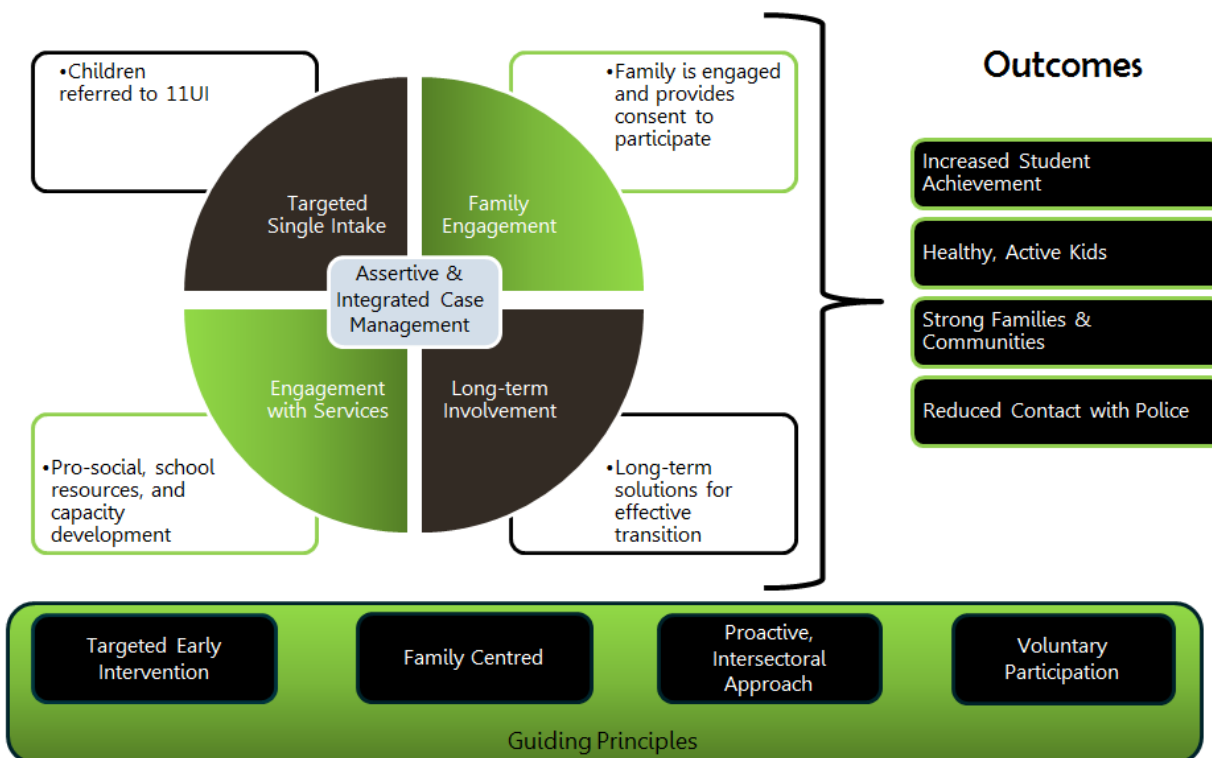 •Children
referred to 11UI
•Family is engaged
and provides
consent to
participate
Targeted
Single Intake
Family
Engagement
Assertive &
Integrated Case
Management
Engagement
with Services
Long-term
Involvement
•Pro-social, school
resources, and
capacity
development
•Long-term
solutions for
effective
transition
Outcomes
Increased Student
Achievement
Healthy, Active Kids
Strong Families &
Communities
Reduced Contact with Police
Targeted Early
Intervention
Family Centred
Proactive,
Intersectoral
Approach
Voluntary
Participation
Guiding Principles